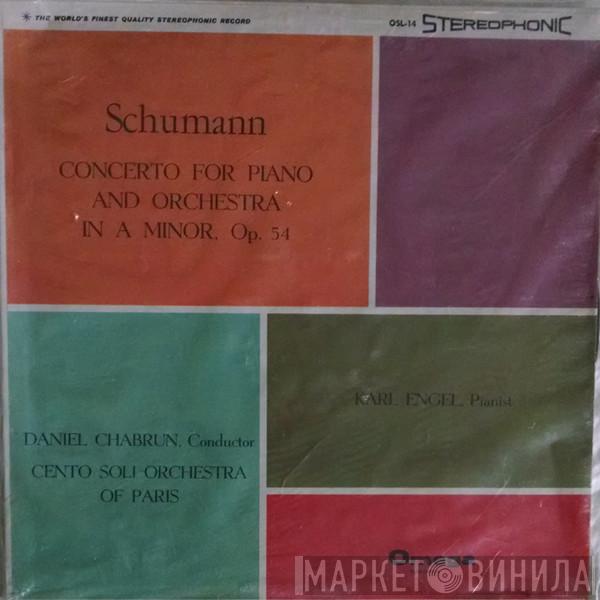 * THE WORLD'S FINEST QUALITY STEREOPHONIC RECORD
OSL-14 STEREOPHONIC
Schumann
CONCERTO FOR PIANO
AND ORCHESTRA
IN A MINOR, Op. 54
KARL ENGEL, Pianist
DANIEL CHABRUN, Conductor
CENTO SOLI ORCHESTRA
OF PARIS
МАРКЕТ ВИНИЛА